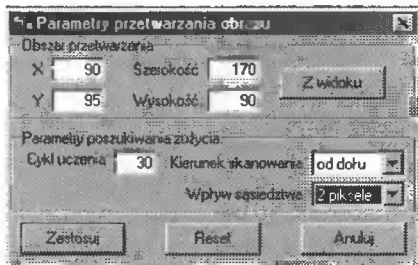 Parametry przetwarzania obrazu
Obszar przetwarzania
X 90 Szerokość 170
Z widoku
Y 95 Wysokość 90
Parametry poszukiwania zużycia
Cykl uczenia 30 Kierunek skanowania od dołu
Wpływ sąsiedztwa 2 piksele
Zastosuj Reset Anuluj